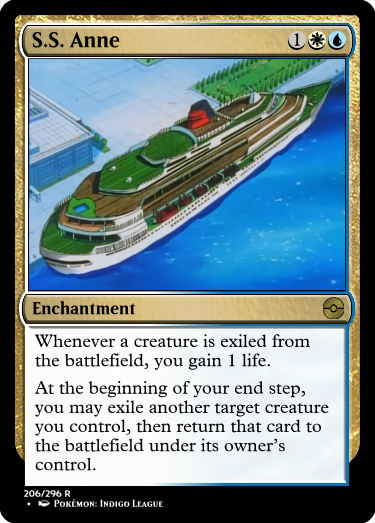 S.S. Anne 1
Enchantment
Whenever a creature is exiled from
the battlefield, you gain 1 life.
At the beginning of your end step,
you may exile another target creature
you control, then return that card to
the battlefield under its owner's
control.
206/296 R
• Pokémon: Indigo League